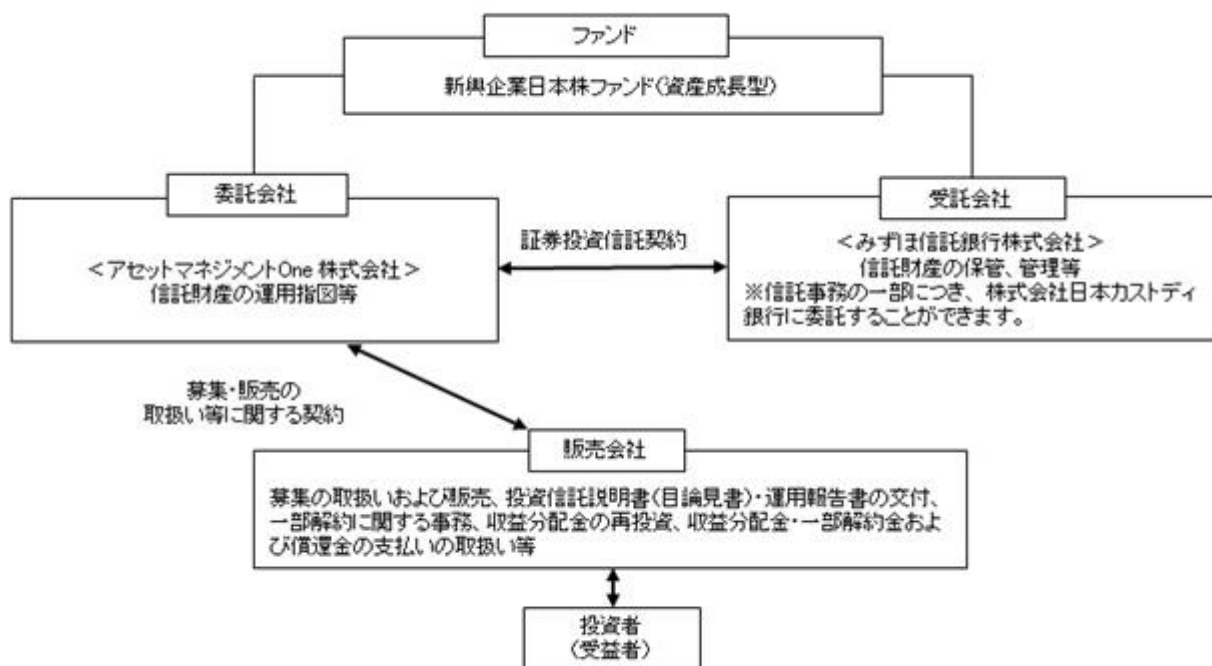 ファンド
新興企業日本株ファンド(資産成長型)
委託会社
<アセットマネジメントOne 株式会社>
信託財産の運用指図等
証券投資信託契約
受託会社
<みずほ信託銀行株式会社>
信託財産の保管、管理等
※信託事務の一部につき、株式会社日本カストディ
銀行に委託することができます。
募集・販売の
取扱い等に関する契約
販売会社
募集の取扱いおよび販売、投資信託説明書(目論見書)・運用報告書の交付、
一部解約に関する事務、収益分配金の再投資、収益分配金・一部解約金およ
び償還金の支払いの取扱い等
投資者
(受益者)